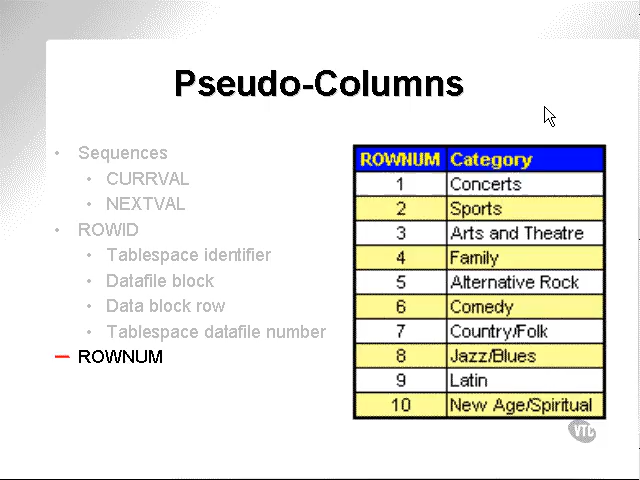 Pseudo-Columns
• Sequences
• CURRVAL
• NEXTVAL
• ROWID
• Tablespace identifier
• Datafile block
• Data block row
• Tablespace datafile number
– ROWNUM
ROWNUM Category
1 Concerts
2 Sports
3 Arts and Theatre
4 Family
5 Alternative Rock
6 Comedy
7 Country/Folk
8 Jazz/Blues
9 Latin
10 New Age/Spiritual
VTC